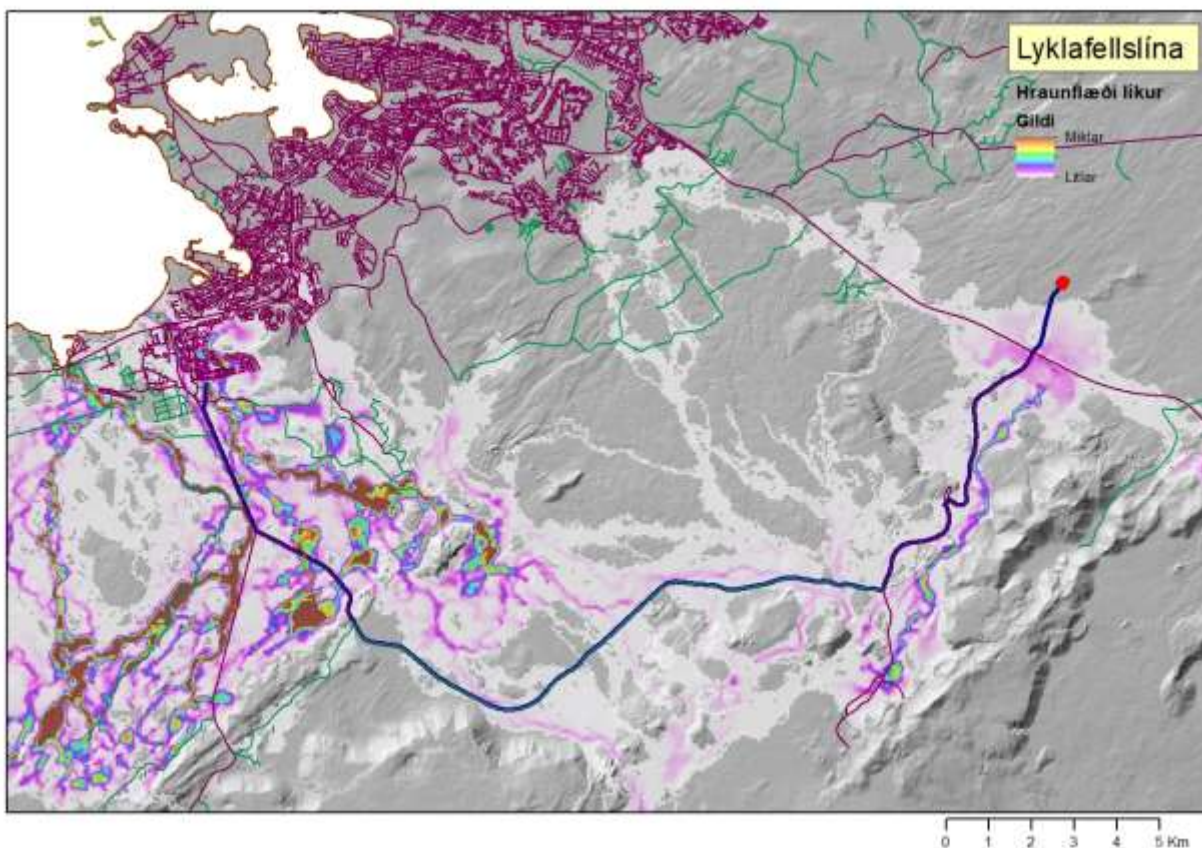 Lyklafellslína
Hraunflæði líkur
Gildi
Miklar
Litlar
0 1 2 3 4 5 Km